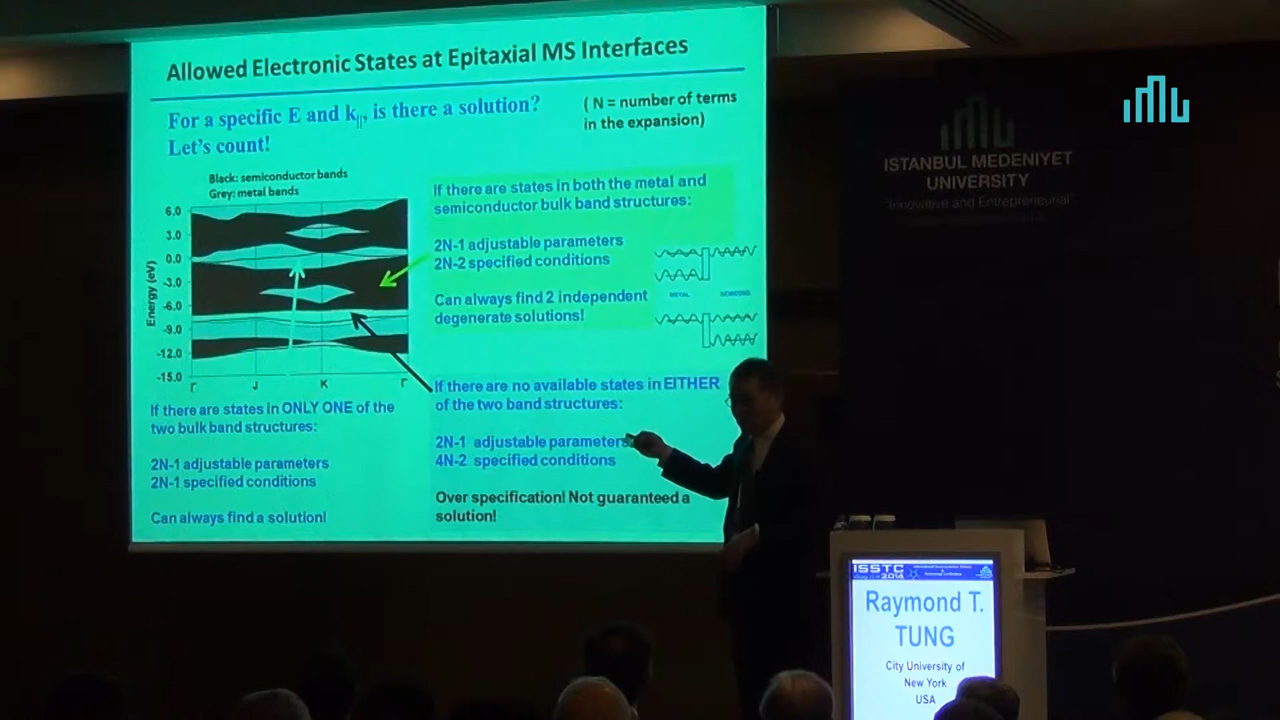 Allowed Electronic States at Epitaxial MS Interfaces
For a specific E and k||, is there a solution?
Let's count!
( N = number of terms
in the expansion)
Black: semiconductor bands
Grey: metal bands
Energy (eV)
6.0
3.0
0.0
-3.0
-6.0
-9.0
-12.0
-15.0
Γ J K Γ
If there are states in both the metal and
semiconductor bulk band structures:
2N-1 adjustable parameters
2N-2 specified conditions
Can always find 2 independent
degenerate solutions!
METAL SEMICOND.
If there are states in ONLY ONE of the
two bulk band structures:
2N-1 adjustable parameters
2N-1 specified conditions
Can always find a solution!
If there are no available states in EITHER
of the two band structures:
2N-1 adjustable parameters
4N-2 specified conditions
Over specification! Not guaranteed a
solution!
ISTANBUL MEDENIYET
UNIVERSITY
"Innovative and Entrepreneurial"
ISSTC
2014
Raymond T.
TUNG
City University of
New York
USA